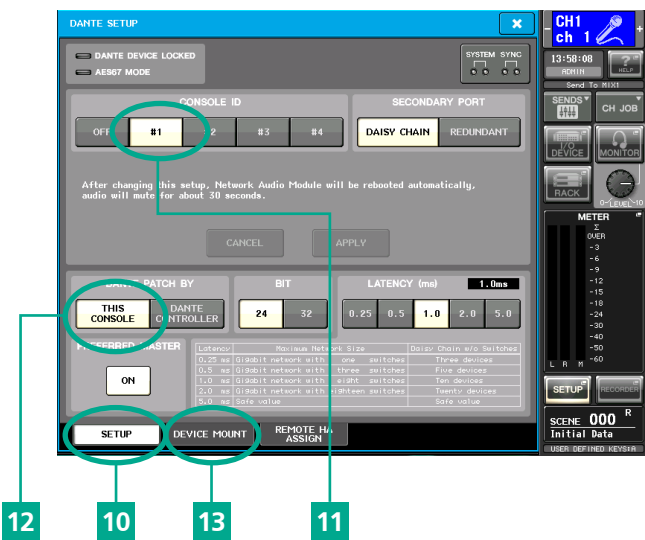 DANTE SETUP
DANTE DEVICE LOCKED
AES67 MODE
SYSTEM SYNC
CONSOLE ID
OFF #1 #2 #3 #4
SECONDARY PORT
DAISY CHAIN REDUNDANT
After changing this setup, Network Audio Module will be rebooted automatically,
audio will mute for about 30 seconds.
CANCEL APPLY
DANTE PATCH BY
THIS CONSOLE
DANTE CONTROLLER
BIT
24 32
LATENCY (ms) 1.0ms
0.25 0.5 1.0 2.0 5.0
PREFERRED MASTER
ON
Latency Maximum Network Size Daisy Chain w/o Switches
0.25 ms Gigabit network with one switches Three devices
0.5 ms Gigabit network with three switches Five devices
1.0 ms Gigabit network with eight switches Ten devices
2.0 ms Gigabit network with eighteen switches Twenty devices
5.0 ms Safe value Safe value
SETUP
DEVICE MOUNT
REMOTE HA
ASSIGN
CH1
- ch 1 +
13:58:08
ADMIN
?
HELP
Send To MIX1
SENDS
CH JOB
I/O
DEVICE
MONITOR
RACK
0-LEVEL-10
METER
Σ
OVER
-3
-6
-9
-12
-15
-18
-24
-30
-40
-50
-60
L R M
SETUP
RECORDER
SCENE 000 R
Initial Data
USER DEFINED KEYS:A
12
10
13
11